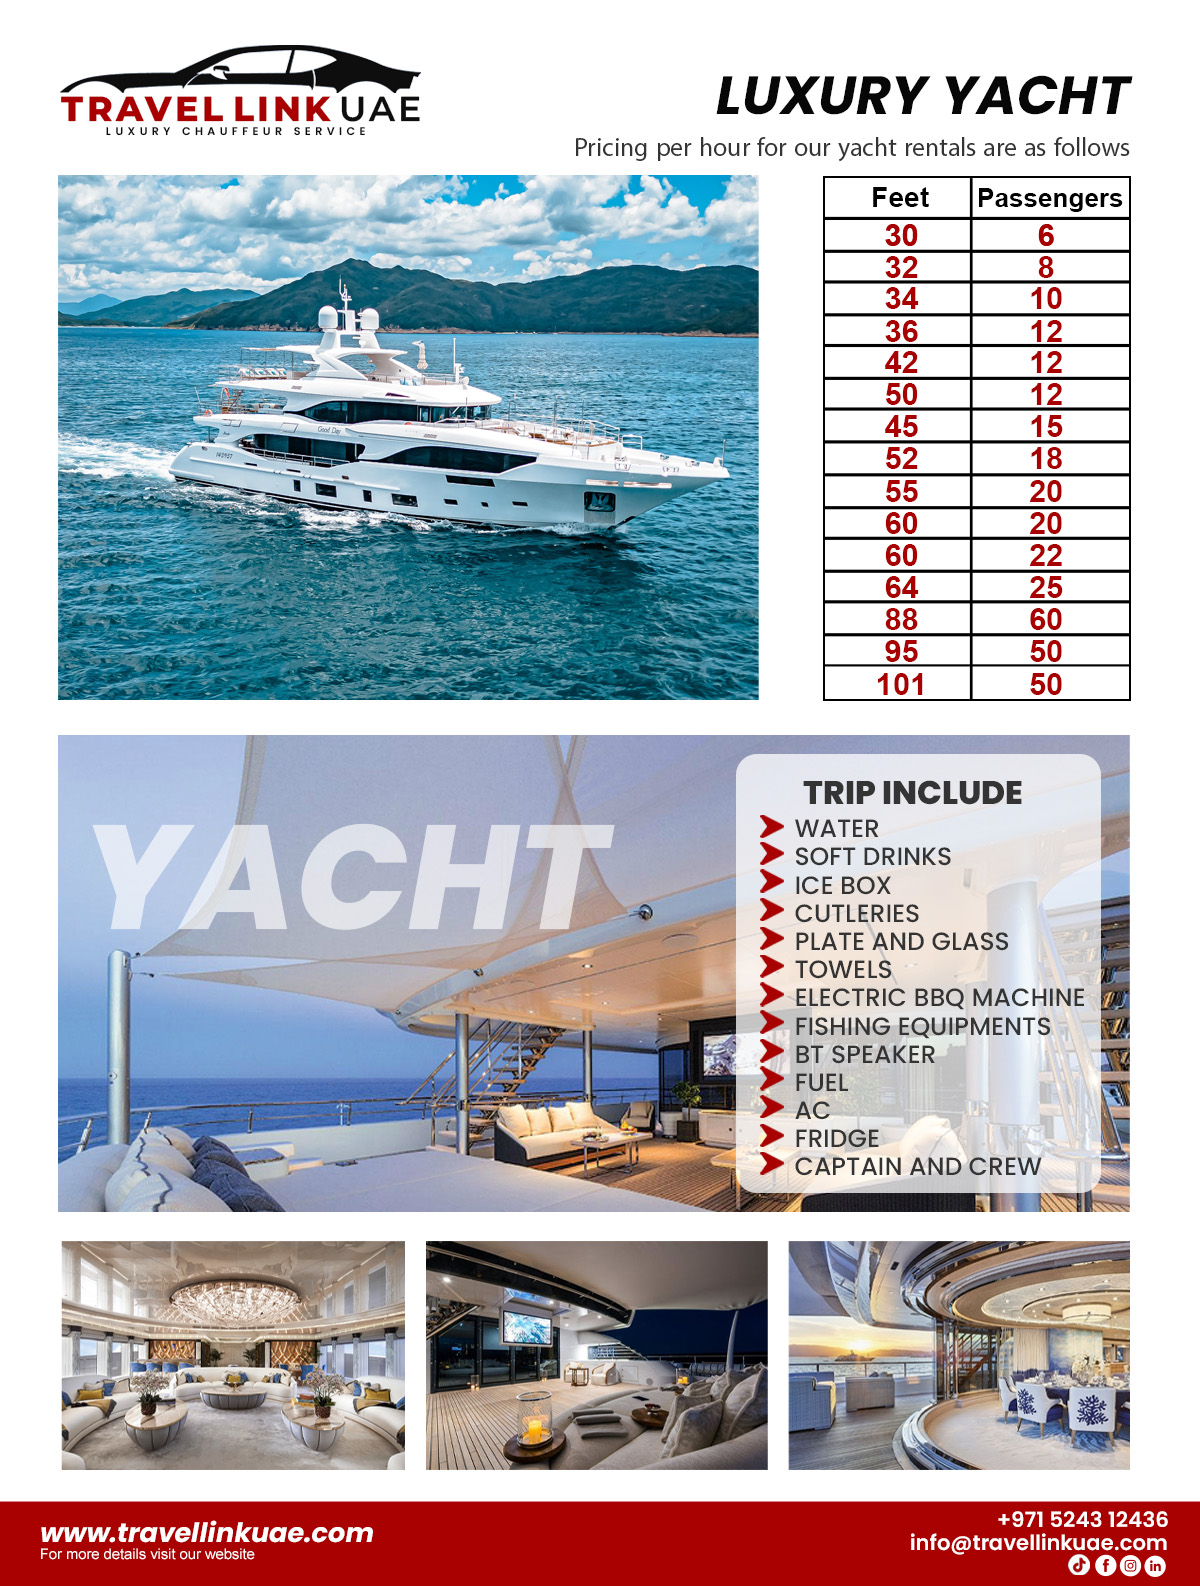 TRAVEL LINK UAE
LUXURY CHAUFFEUR SERVICE
LUXURY YACHT
Pricing per hour for our yacht rentals are as follows
Feet Passengers
30 6
32 8
34 10
36 12
42 12
50 12
45 15
52 18
55 20
60 20
60 22
64 25
88 60
95 50
101 50
Good Day
YACHT
TRIP INCLUDE
WATER
SOFT DRINKS
ICE BOX
CUTLERIES
PLATE AND GLASS
TOWELS
ELECTRIC BBQ MACHINE
FISHING EQUIPMENTS
BT SPEAKER
FUEL
AC
FRIDGE
CAPTAIN AND CREW
www.travellinkuae.com
For more details visit our website
+971 5243 12436
info@travellinkuae.com